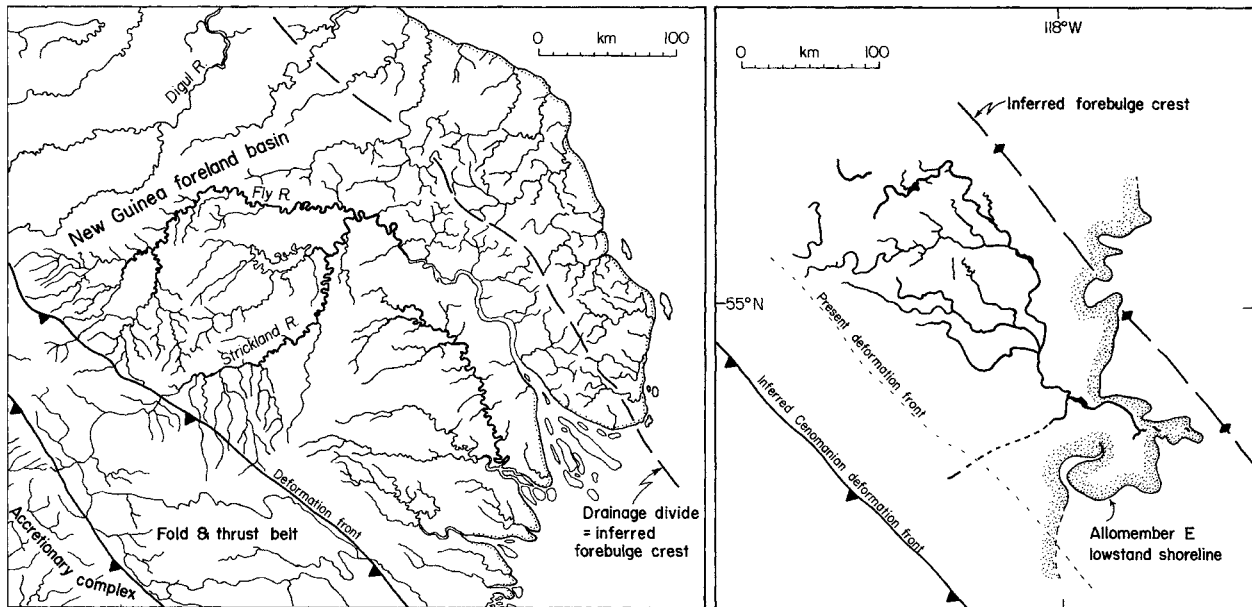 0 100
km
Digul R.
New Guinea foreland basin
Fly R.
Strickland R.
Deformation front
Fold & thrust belt
Accretionary complex
Drainage divide
= inferred
forebulge crest
118°W
0 100
km
Inferred forebulge crest
55°N
Present deformation front
Inferred Cenomanian deformation front
Allomember E
lowstand shoreline